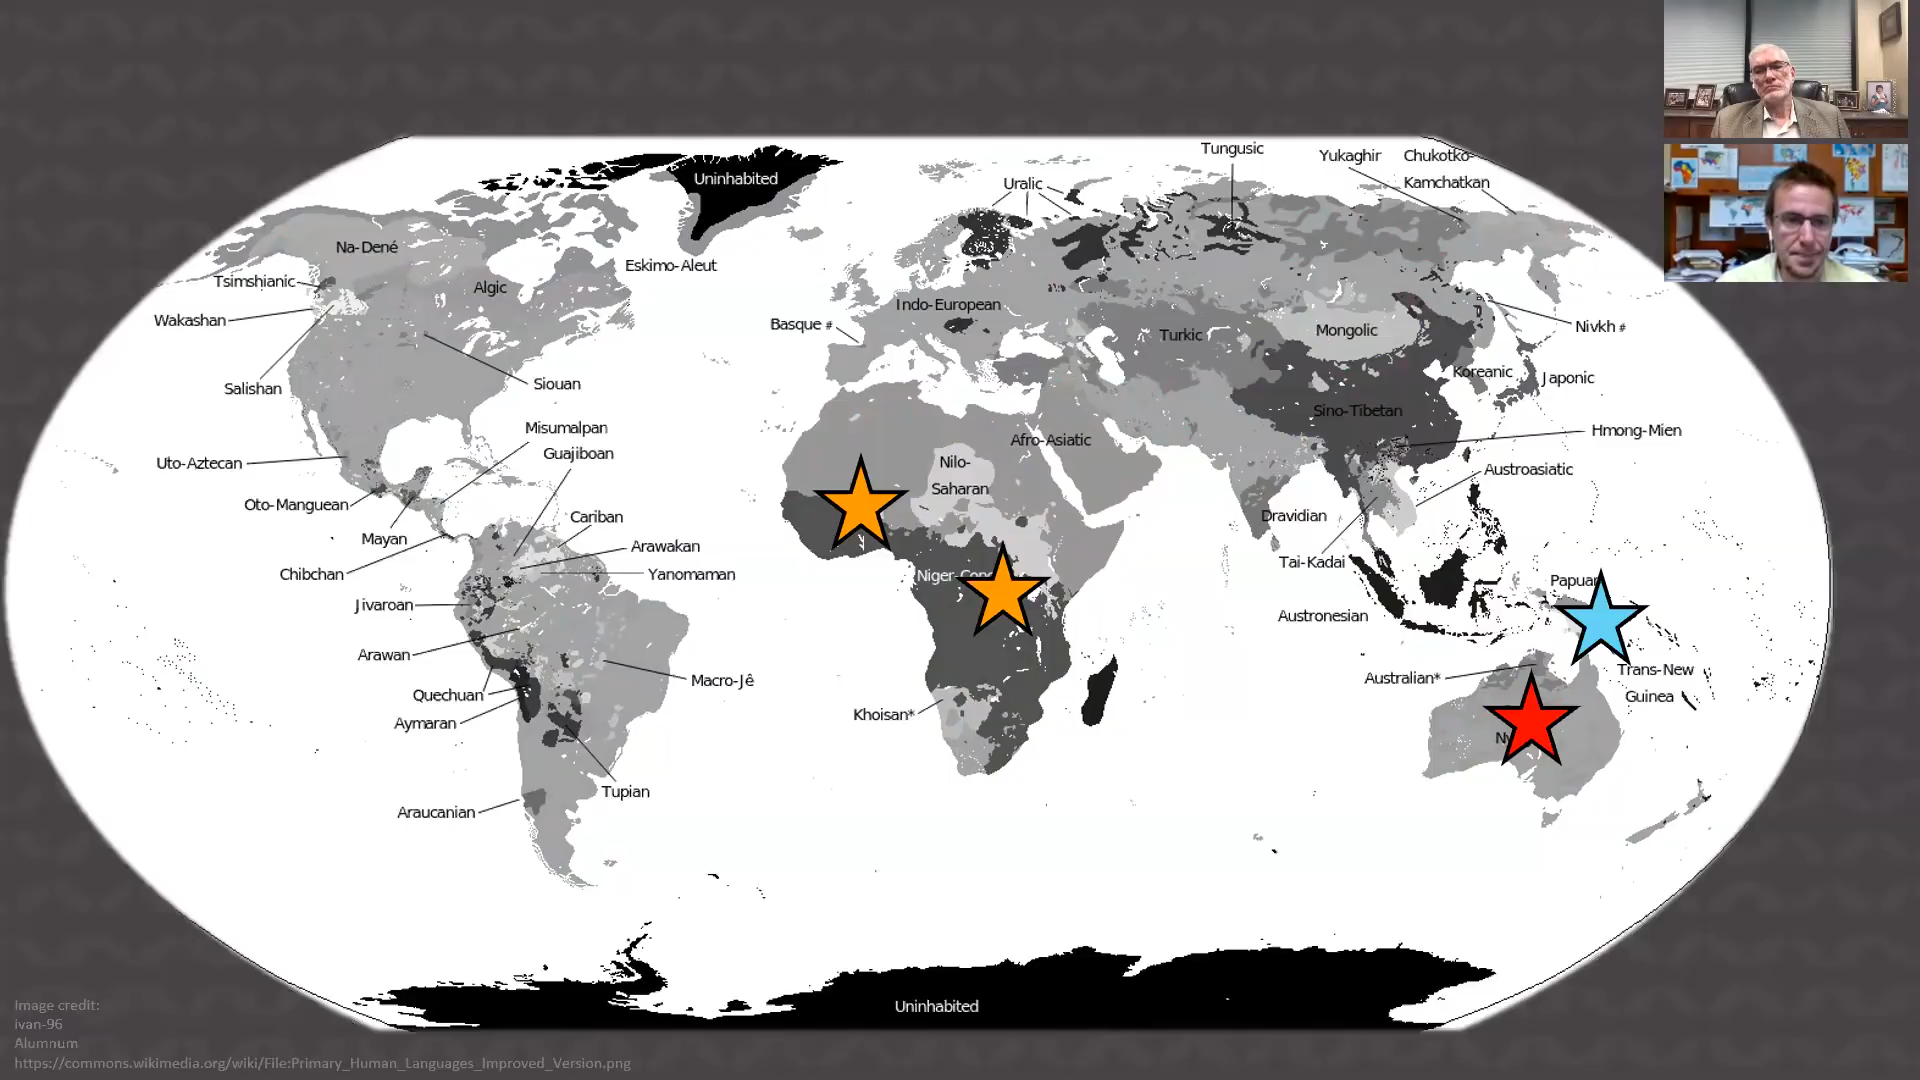 Tungusic
Yukaghir
Chukotko-
Kamchatkan
Uninhabited
Uralic
Na-Dené
Eskimo-Aleut
Tsimshianic
Algic
Indo-European
Wakashan
Basque #
Turkic
Mongolic
Nivkh #
Salishan
Siouan
Koreanic
Japonic
Sino-Tibetan
Misumalpan
Hmong-Mien
Guajiboan
Afro-Asiatic
Uto-Aztecan
Nilo-
Saharan
Austroasiatic
Oto-Manguean
Cariban
Dravidian
Mayan
Arawakan
Tai-Kadai
Chibchan
Yanomaman
Papuan
Jivaroan
Austronesian
Arawan
Trans-New
Guinea
Australian*
Macro-Jê
Quechuan
Khoisan*
Aymaran
Tupian
Araucanian
Uninhabited
Image credit:
ivan-96
Alumnum
https://commons.wikimedia.org/wiki/File:Primary_Human_Languages_Improved_Version.png